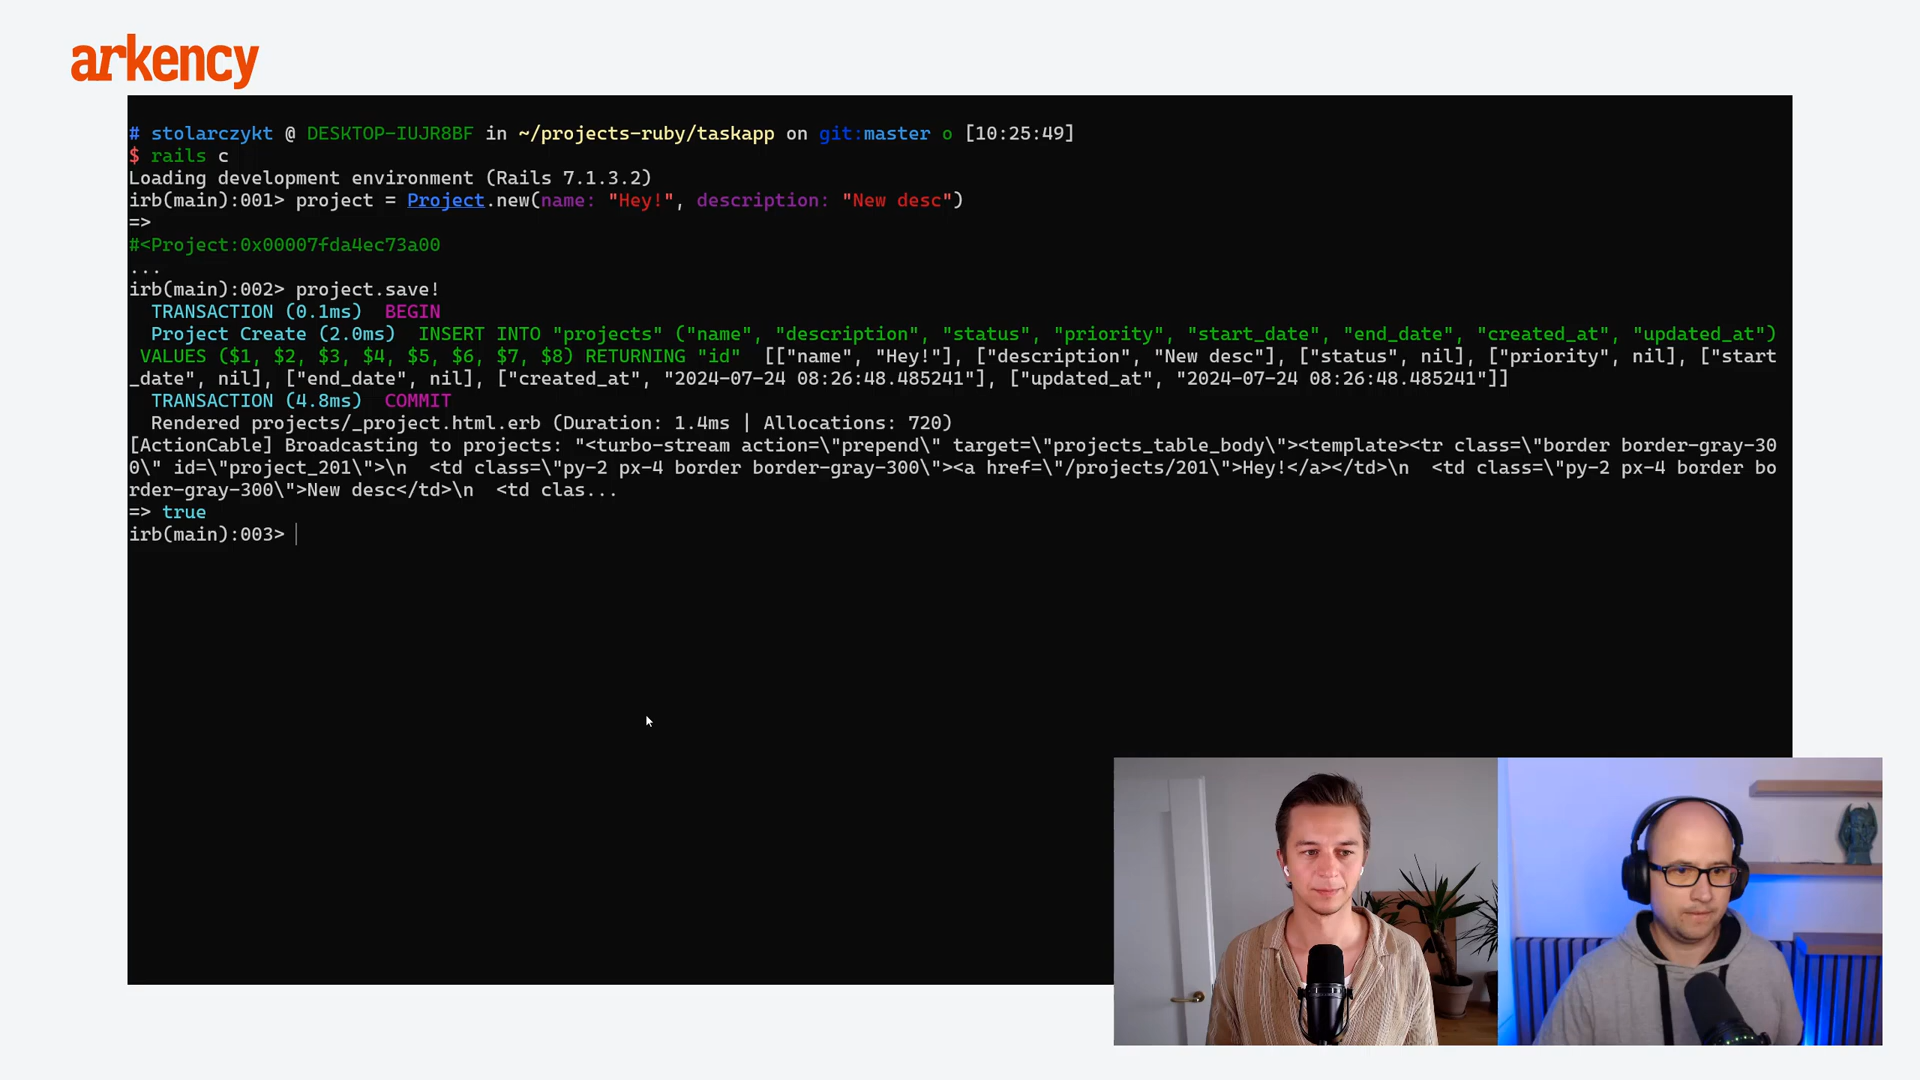 arkency
# stolarczykt @ DESKTOP-IUJR8BF in ~/projects-ruby/taskapp on git:master o [10:25:49]
$ rails c
Loading development environment (Rails 7.1.3.2)
irb(main):001> project = Project.new(name: "Hey!", description: "New desc")
=>
#<Project:0x00007fda4ec73a00
...
irb(main):002> project.save!
TRANSACTION (0.1ms)  BEGIN
Project Create (2.0ms)  INSERT INTO "projects" ("name", "description", "status", "priority", "start_date", "end_date", "created_at", "updated_at")
VALUES ($1, $2, $3, $4, $5, $6, $7, $8) RETURNING "id"  [["name", "Hey!"], ["description", "New desc"], ["status", nil], ["priority", nil], ["start
_date", nil], ["end_date", nil], ["created_at", "2024-07-24 08:26:48.485241"], ["updated_at", "2024-07-24 08:26:48.485241"]]
TRANSACTION (4.8ms)  COMMIT
Rendered projects/_project.html.erb (Duration: 1.4ms | Allocations: 720)
[ActionCable] Broadcasting to projects: "<turbo-stream action=\"prepend\" target=\"projects_table_body\"><template><tr class=\"border border-gray-30
0\" id=\"project_201\">\n  <td class=\"py-2 px-4 border border-gray-300\"><a href=\"/projects/201\">Hey!</a></td>\n  <td class=\"py-2 px-4 border bo
rder-gray-300\">New desc</td>\n  <td clas...
=> true
irb(main):003>